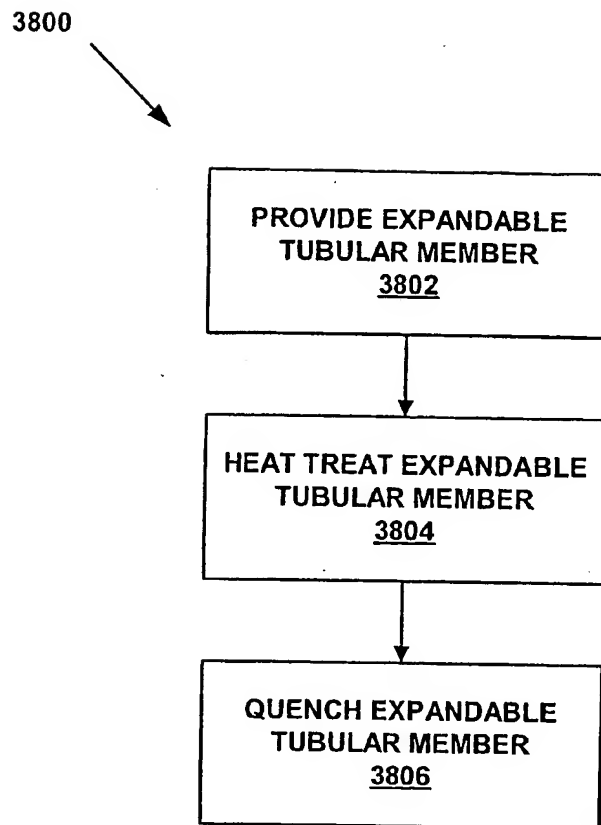 3800
PROVIDE EXPANDABLE
TUBULAR MEMBER
3802
HEAT TREAT EXPANDABLE
TUBULAR MEMBER
3804
QUENCH EXPANDABLE
TUBULAR MEMBER
3806